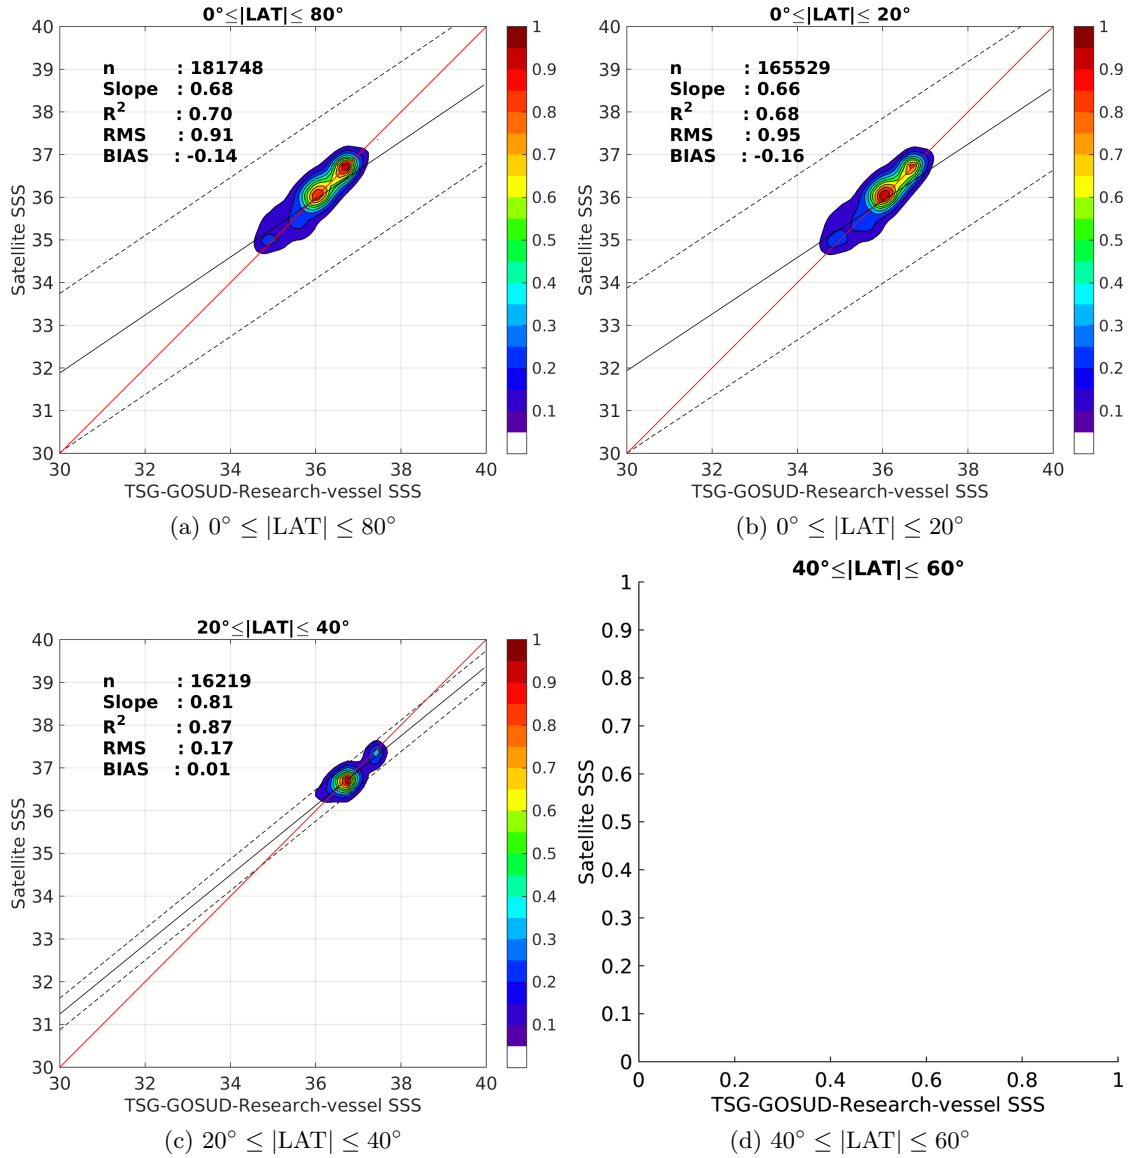 0°≤|LAT|≤ 80°
n : 181748
Slope : 0.68
R² : 0.70
RMS : 0.91
BIAS : -0.14
40
39
38
37
36
35
34
33
32
31
30
30 32 34 36 38 40
Satellite SSS
TSG-GOSUD-Research-vessel SSS
1
0.9
0.8
0.7
0.6
0.5
0.4
0.3
0.2
0.1
(a) 0° ≤ |LAT| ≤ 80°
0°≤|LAT|≤ 20°
n : 165529
Slope : 0.66
R² : 0.68
RMS : 0.95
BIAS : -0.16
40
39
38
37
36
35
34
33
32
31
30
30 32 34 36 38 40
Satellite SSS
TSG-GOSUD-Research-vessel SSS
1
0.9
0.8
0.7
0.6
0.5
0.4
0.3
0.2
0.1
(b) 0° ≤ |LAT| ≤ 20°
20°≤|LAT|≤ 40°
n : 16219
Slope : 0.81
R² : 0.87
RMS : 0.17
BIAS : 0.01
40
39
38
37
36
35
34
33
32
31
30
30 32 34 36 38 40
Satellite SSS
TSG-GOSUD-Research-vessel SSS
1
0.9
0.8
0.7
0.6
0.5
0.4
0.3
0.2
0.1
(c) 20° ≤ |LAT| ≤ 40°
40°≤|LAT|≤ 60°
1
0.9
0.8
0.7
0.6
0.5
0.4
0.3
0.2
0.1
0
0 0.2 0.4 0.6 0.8 1
Satellite SSS
TSG-GOSUD-Research-vessel SSS
(d) 40° ≤ |LAT| ≤ 60°